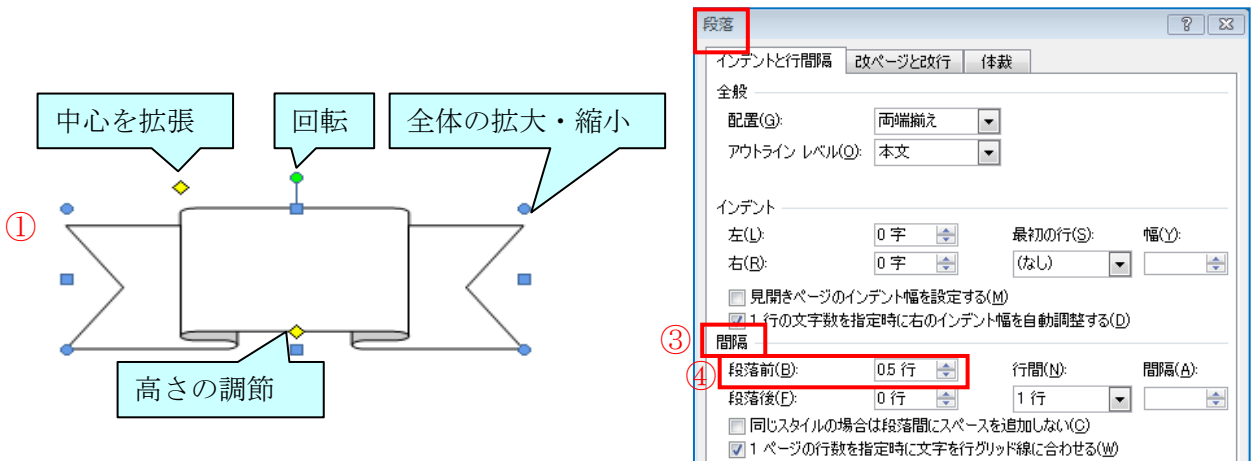 中心を拡張
回転
全体の拡大・縮小
①
高さの調節
段落
インデントと行間隔 改ページと改行 体裁
全般
配置(G): 両端揃え
アウトライン レベル(O): 本文
インデント
左(L): 0 字 最初の行(S): 幅(Y):
右(R): 0 字 (なし)
見開きページのインデント幅を設定する(M)
1 行の文字数を指定時に右のインデント幅を自動調整する(D)
③ 間隔
④ 段落前(B): 0.5 行 行間(N): 間隔(A):
段落後(F): 0 行 1 行
同じスタイルの場合は段落間にスペースを追加しない(C)
1 ページの行数を指定時に文字を行グリッド線に合わせる(W)